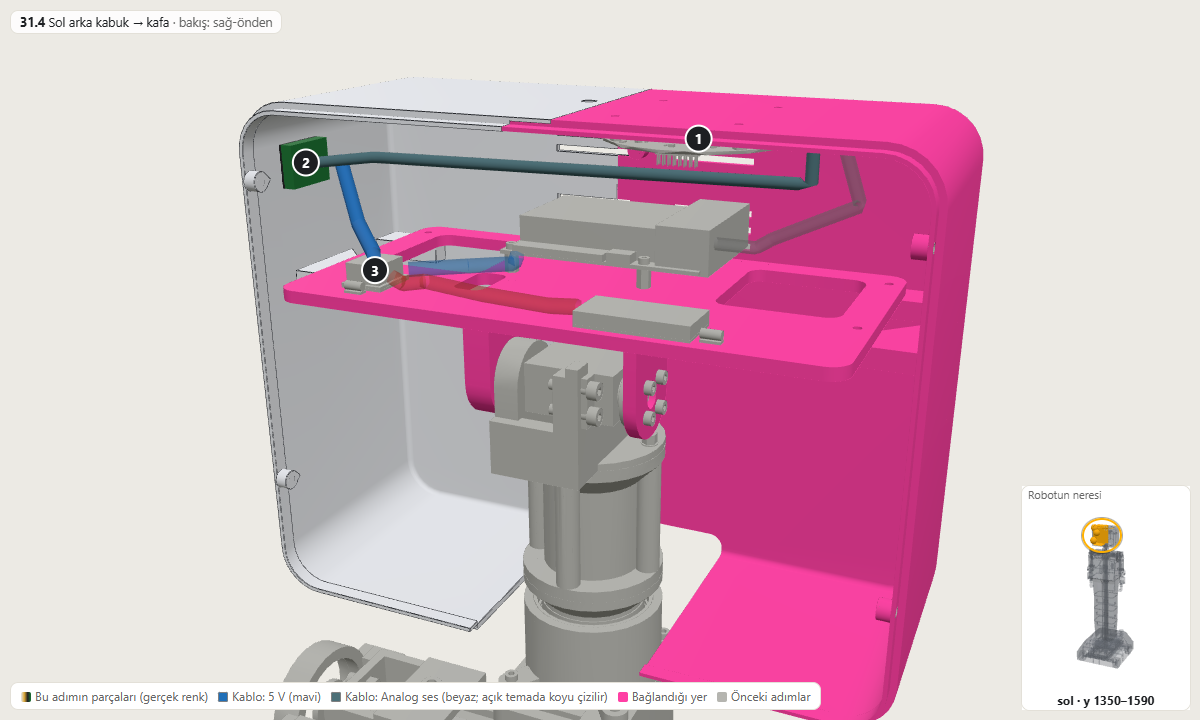 31.4 Sol arka kabuk → kafa · bakış: sağ-önden
1
2
3
Robotun neresi
sol · y 1350–1590
Bu adımın parçaları (gerçek renk) Kablo: 5 V (mavi) Kablo: Analog ses (beyaz; açık temada koyu çizilir) Bağlandığı yer Önceki adımlar